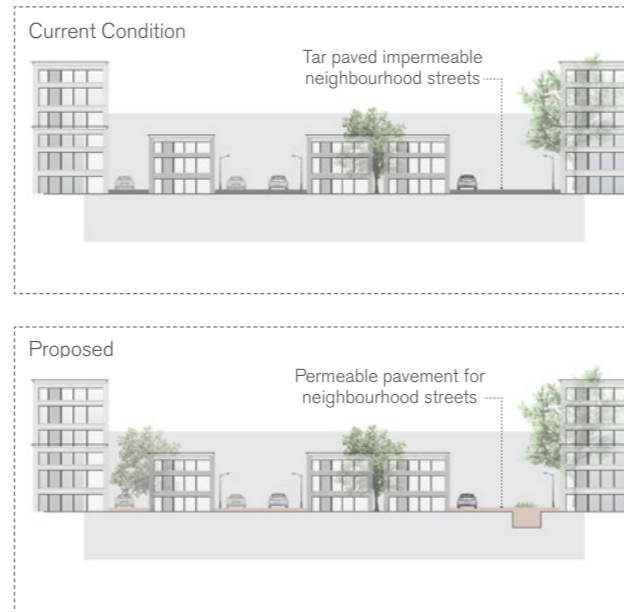 Current Condition
Tar paved impermeable
neighbourhood streets
Proposed
Permeable pavement for
neighbourhood streets